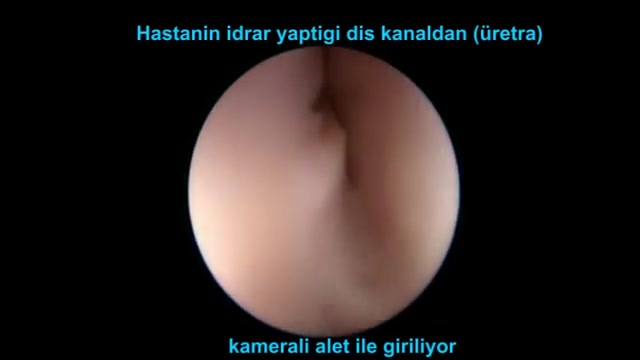 Hastanin idrar yaptigi dis kanaldan (üretra)
kamerali alet ile giriliyor